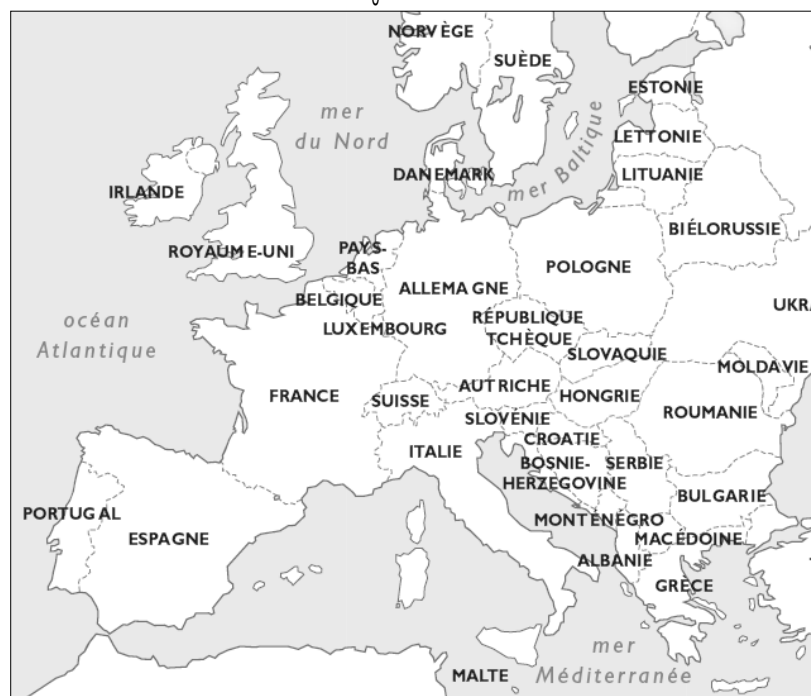 NORVÈGE
SUÈDE
ESTONIE
mer
du Nord
LETTONIE
mer Baltique
DANEMARK
LITUANIE
IRLANDE
BIÉLORUSSIE
ROYAUME-UNI
PAYS-
BAS
POLOGNE
ALLEMAGNE
BELGIQUE
UKRA
océan
Atlantique
LUXEMBOURG
RÉPUBLIQUE
TCHÈQUE
SLOVAQUIE
MOLDAVIE
AUTRICHE
FRANCE
SUISSE
HONGRIE
ROUMANIE
SLOVÉNIE
CROATIE
ITALIE
BOSNIE-
HERZEGOVINE
SERBIE
BULGARIE
PORTUGAL
MONTÉNÉGRO
ESPAGNE
MACÉDOINE
ALBANIE
GRÈCE
mer
Méditerranée
MALTE